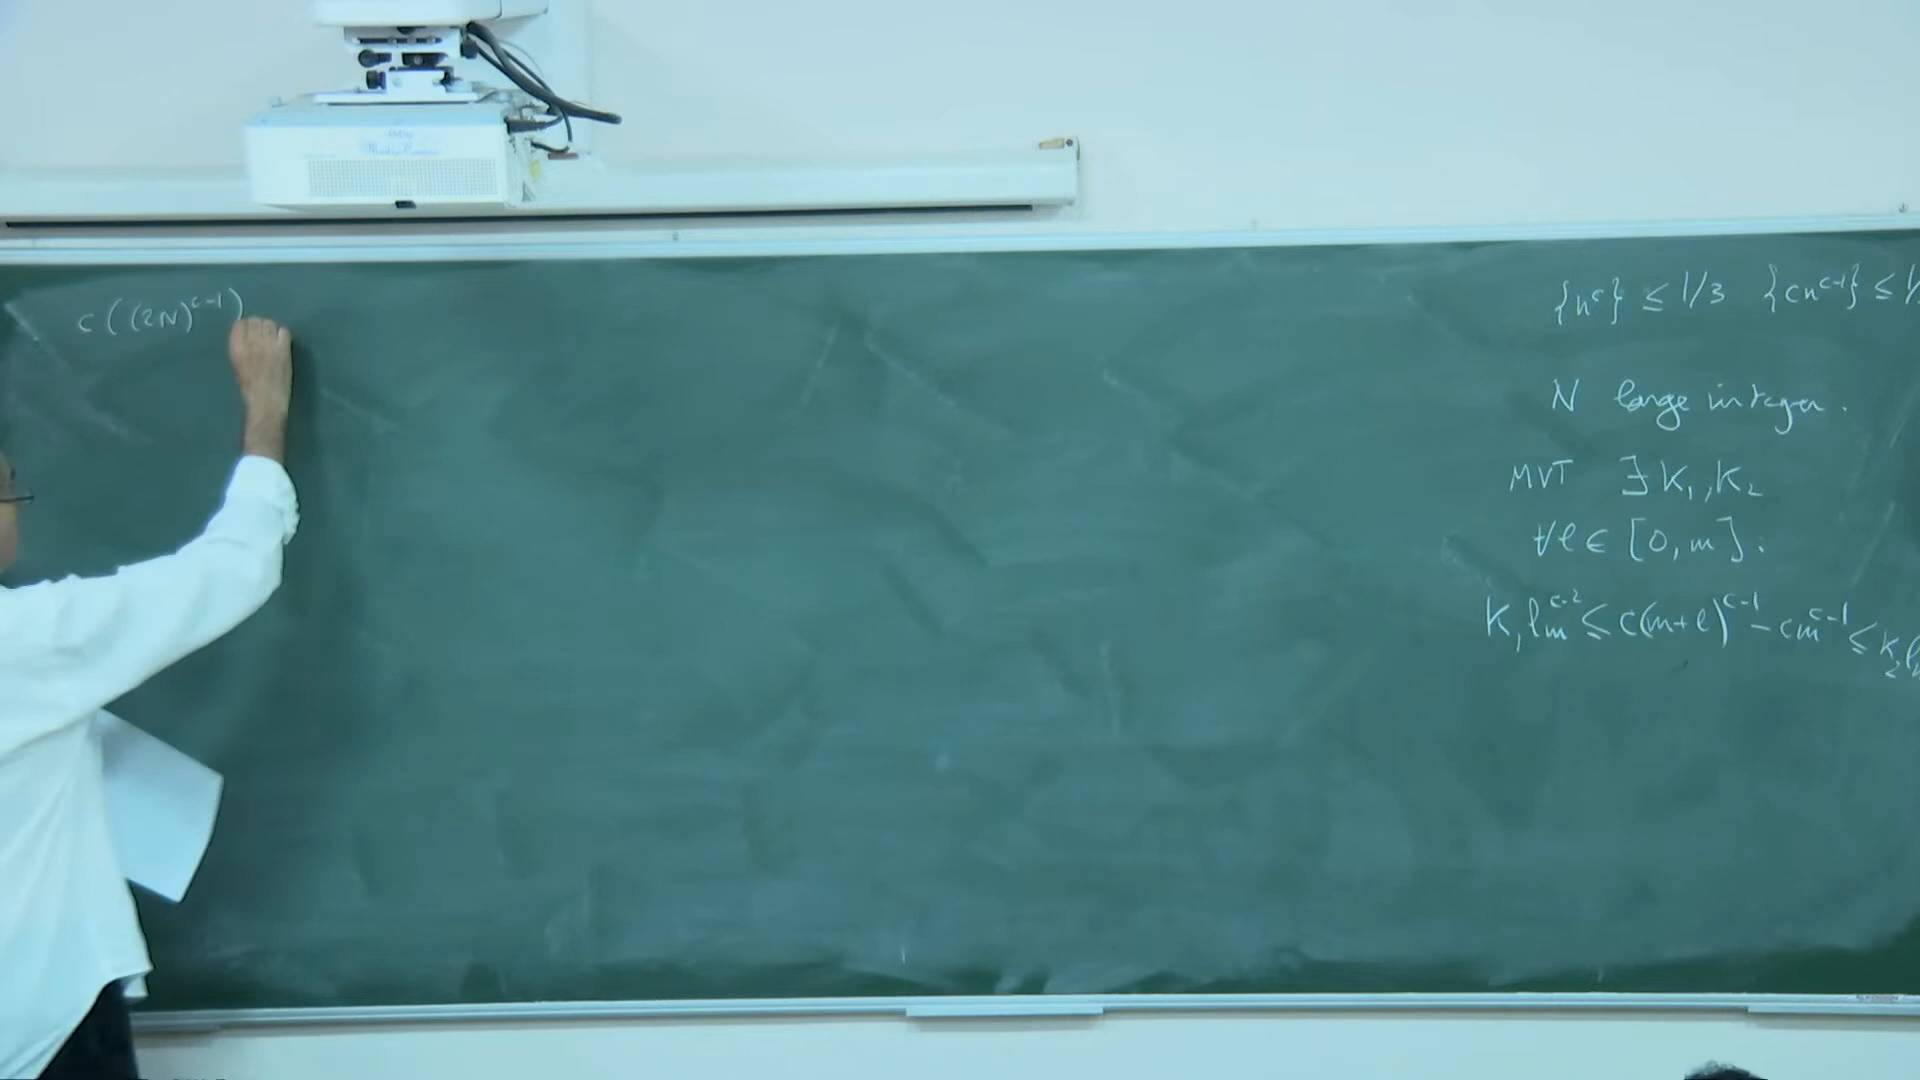 c((2N)^{c-1})
{n^c} ≤ 1/3 {cn^{c-1}} ≤ 1/
N large integer.
MVT ∃ K₁, K₂
∀ℓ ∈ [0, m] :
K₁ ℓ m^{c-2} ≤ c(m+ℓ)^{c-1} - cm^{c-1} ≤ K₂ ℓ